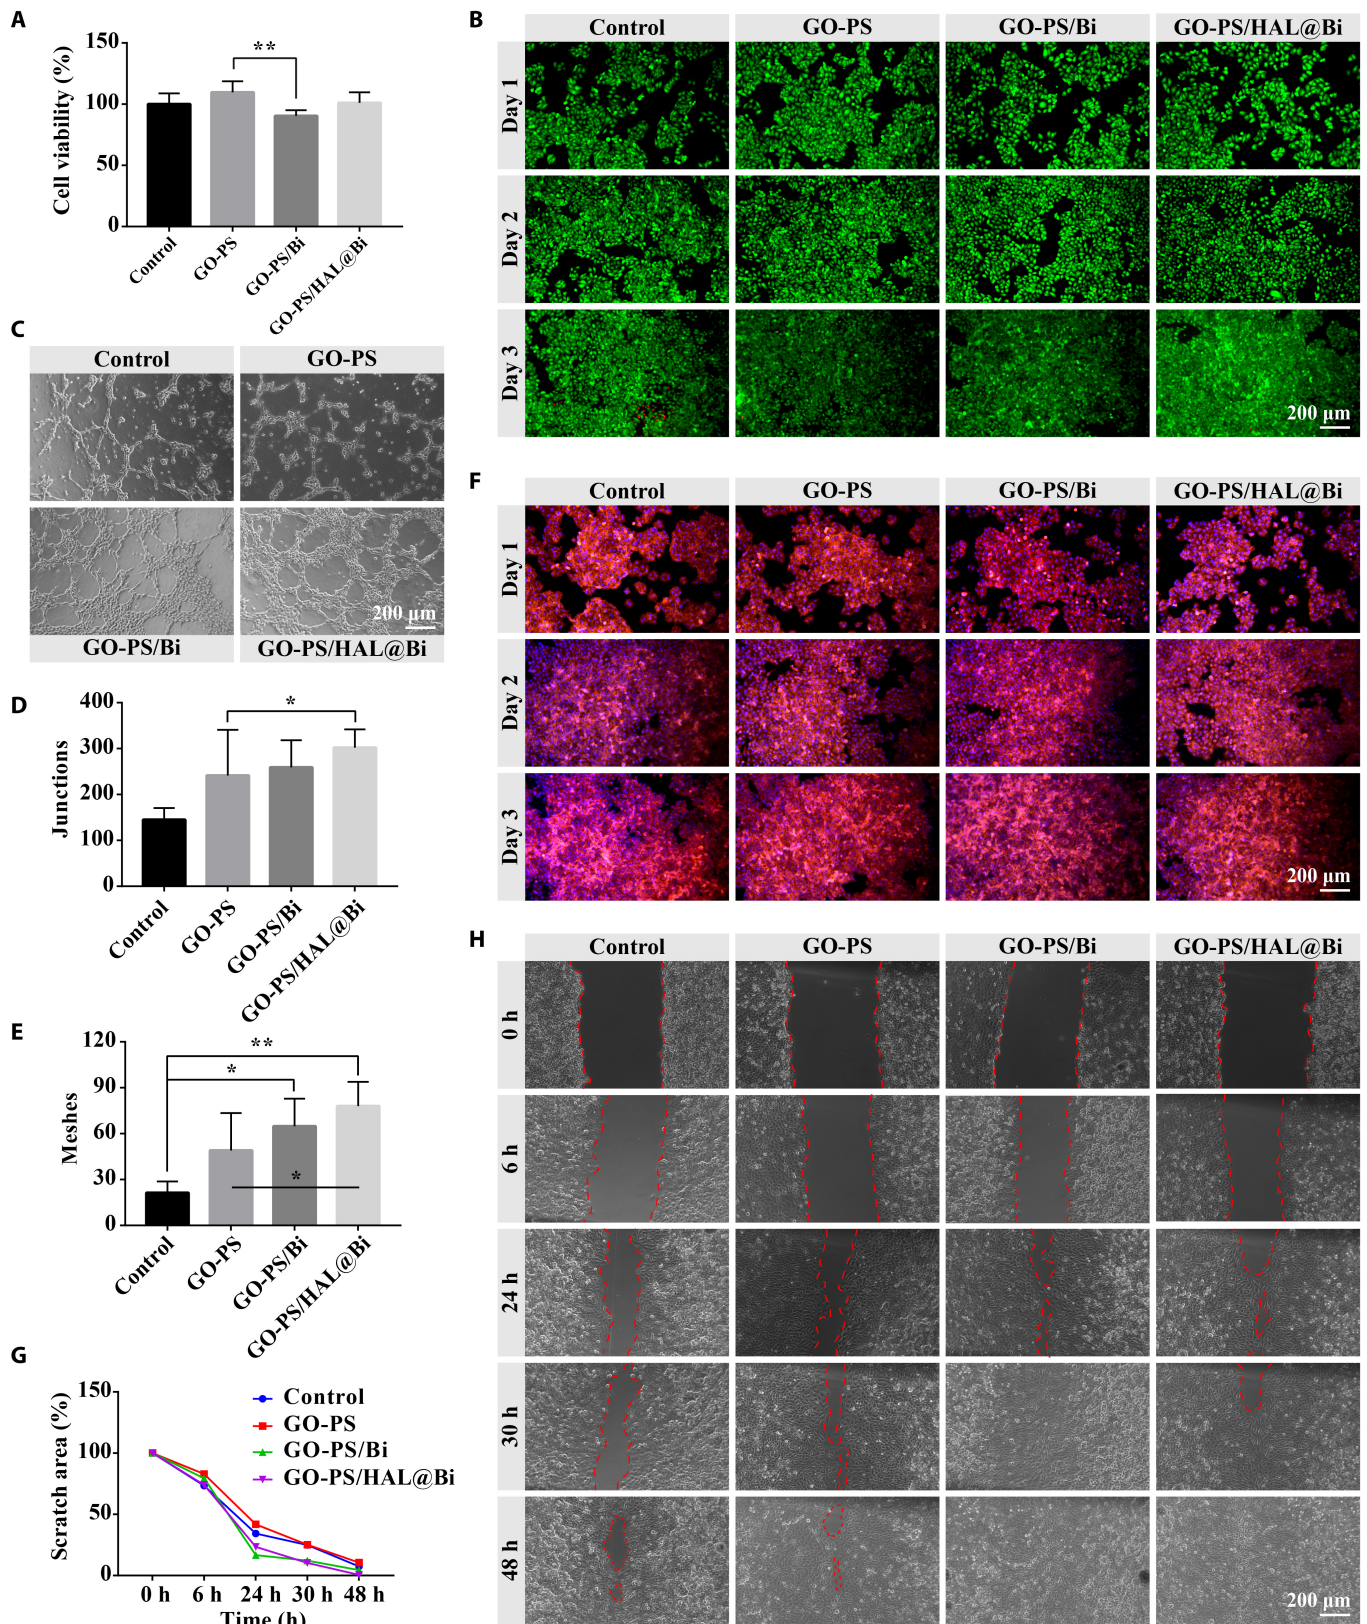 A
Cell viability (%)
150
100
50
0
**
Control
GO-PS
GO-PS/Bi
GO-PS/HAL@Bi
B
Control
GO-PS
GO-PS/Bi
GO-PS/HAL@Bi
Day 1
Day 2
Day 3
200 μm
C
Control
GO-PS
200 μm
GO-PS/Bi
GO-PS/HAL@Bi
D
Junctions
400
300
200
100
0
*
Control
GO-PS
GO-PS/Bi
GO-PS/HAL@Bi
E
Meshes
120
90
60
30
0
**
*
*
Control
GO-PS
GO-PS/Bi
GO-PS/HAL@Bi
F
Control
GO-PS
GO-PS/Bi
GO-PS/HAL@Bi
Day 1
Day 2
Day 3
200 μm
G
Scratch area (%)
150
100
50
0
Control
GO-PS
GO-PS/Bi
GO-PS/HAL@Bi
0 h
6 h
24 h
30 h
48 h
Time (h)
H
Control
GO-PS
GO-PS/Bi
GO-PS/HAL@Bi
0 h
6 h
24 h
30 h
48 h
200 μm